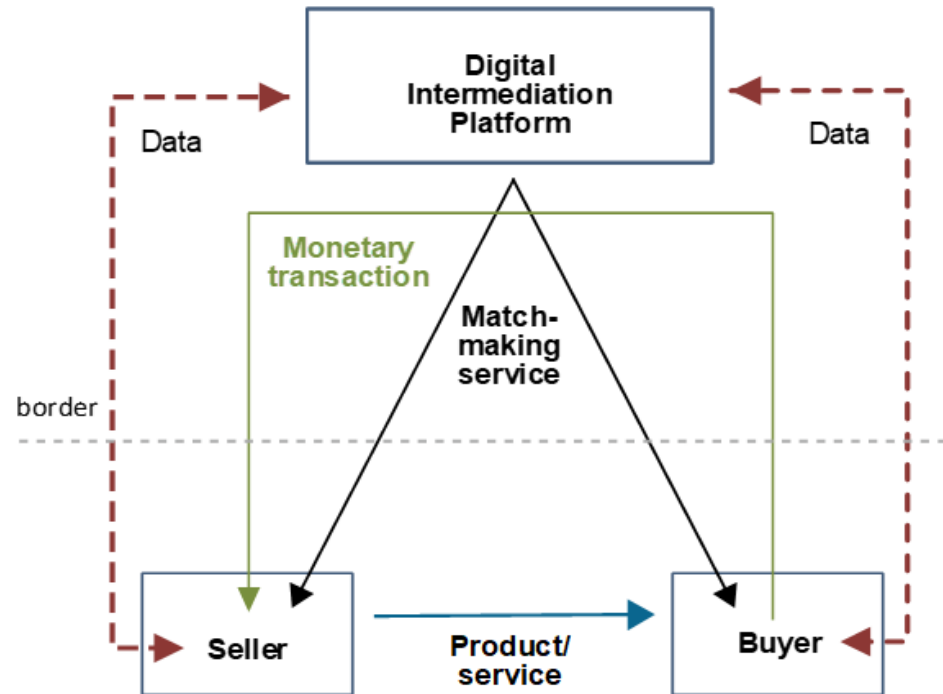 Digital
Intermediation
Platform
Data
Data
Monetary
transaction
Match-
making
service
border
Seller
Product/
service
Buyer